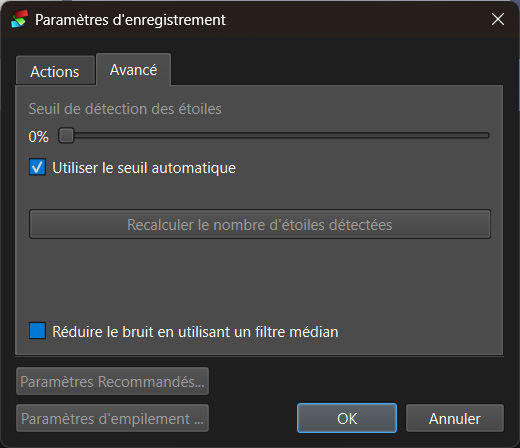 Paramètres d'enregistrement
Actions
Avancé
Seuil de détection des étoiles
0%
Utiliser le seuil automatique
Recalculer le nombre d'étoiles détectées
Réduire le bruit en utilisant un filtre médian
Paramètres Recommandés...
Paramètres d'empilement ...
OK
Annuler